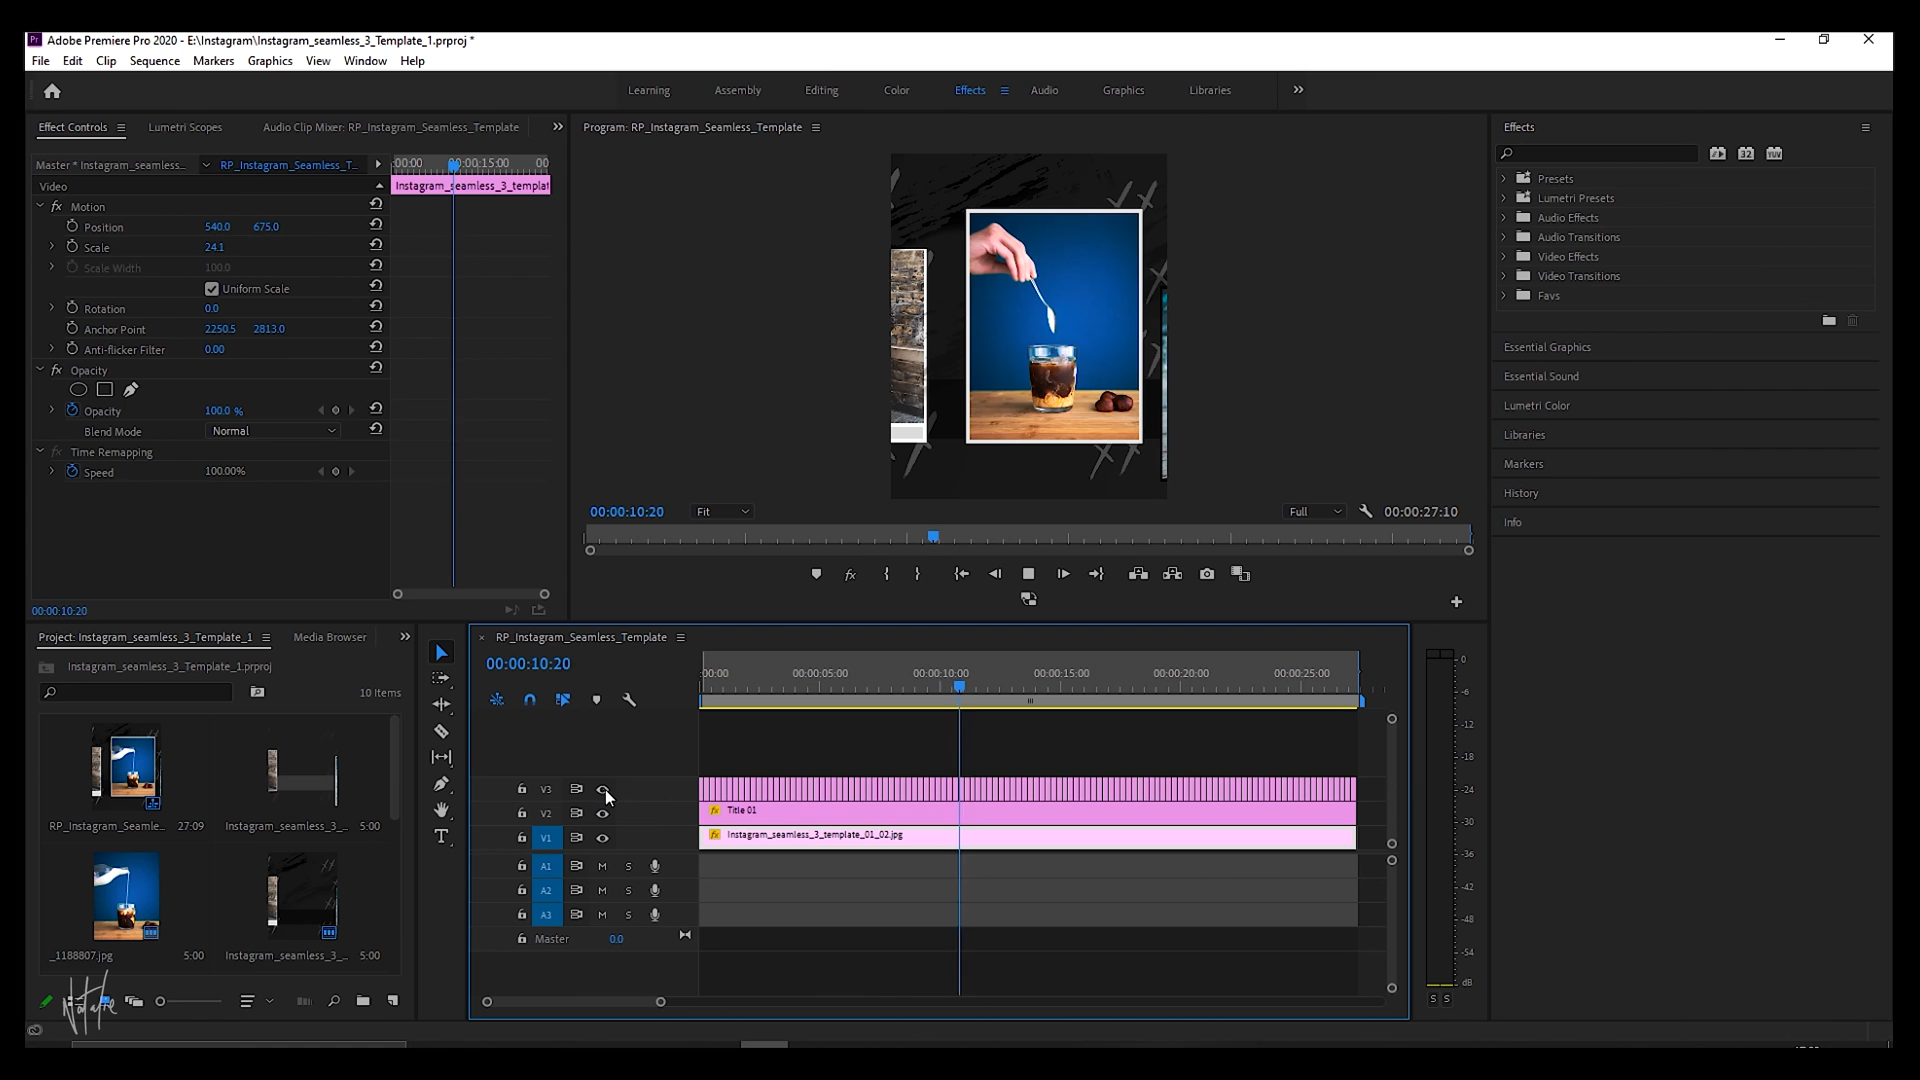 Adobe Premiere Pro 2020 - E:\Instagram\Instagram_seamless_3_Template_1.prproj *
File Edit Clip Sequence Markers Graphics View Window Help
Learning Assembly Editing Color Effects Audio Graphics Libraries
Effect Controls Lumetri Scopes Audio Clip Mixer: RP_Instagram_Seamless_Template
Program: RP_Instagram_Seamless_Template
Effects
Master * Instagram_seamless... RP_Instagram_Seamless_T...
:00:00 00:00:15:00 00
Video
Instagram_seamless_3_templat
fx Motion
Position 540.0 675.0
Scale 24.1
Scale Width 100.0
Uniform Scale
Rotation 0.0
Anchor Point 2250.5 2813.0
Anti-flicker Filter 0.00
fx Opacity
Opacity 100.0 %
Blend Mode Normal
fx Time Remapping
Speed 100.00%
00:00:10:20
00:00:10:20 Fit Full 00:00:27:10
fx
32 YUV
Presets
Lumetri Presets
Audio Effects
Audio Transitions
Video Effects
Video Transitions
Favs
Essential Graphics
Essential Sound
Lumetri Color
Libraries
Markers
History
Info
Project: Instagram_seamless_3_Template_1 Media Browser
Instagram_seamless_3_Template_1.prproj
10 Items
RP_Instagram_Seamle... 27:09
Instagram_seamless_3_... 5:00
_1188807.jpg 5:00
Instagram_seamless_3_... 5:00
Natalie
RP_Instagram_Seamless_Template
00:00:10:20
:00:00 00:00:05:00 00:00:10:00 00:00:15:00 00:00:20:00 00:00:25:00
V3
V2 fx Title 01
V1 fx Instagram_seamless_3_template_01_02.jpg
A1 M S
A2 M S
A3 M S
Master 0.0
0
-6
-12
-18
-24
-30
-36
-42
-48
-54
dB
S S